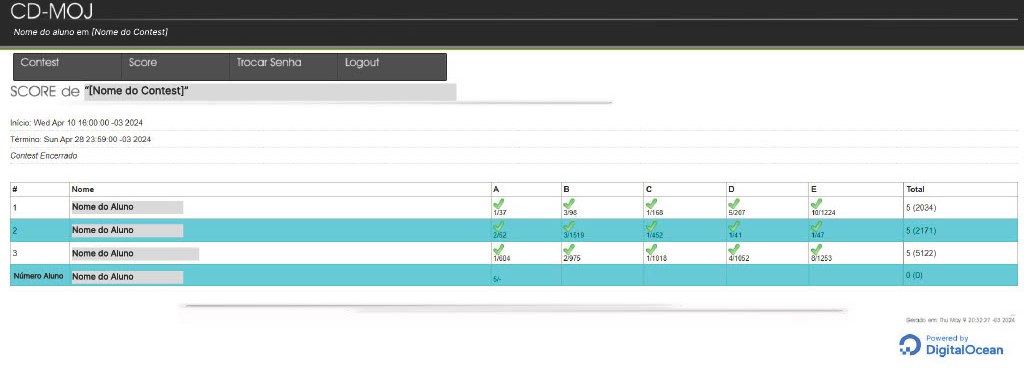 CD-MOJ
Nome do aluno em [Nome do Contest]
Contest Score Trocar Senha Logout
SCORE de "[Nome do Contest]"
Início: Wed Apr 10 16:00:00 -03 2024
Término: Sun Apr 28 23:59:00 -03 2024
Contest Encerrado
# Nome A B C D E Total
1 Nome do Aluno 1/37 3/98 1/168 5/207 10/1224 5 (2034)
2 Nome do Aluno 2/52 3/1519 1/452 1/41 1/47 5 (2171)
3 Nome do Aluno 1/604 2/975 1/1018 4/1052 8/1253 5 (5122)
Número Aluno Nome do Aluno 5/- 0 (0)
Gerado em: Thu May 9 20:32:27 -03 2024
Powered by
DigitalOcean